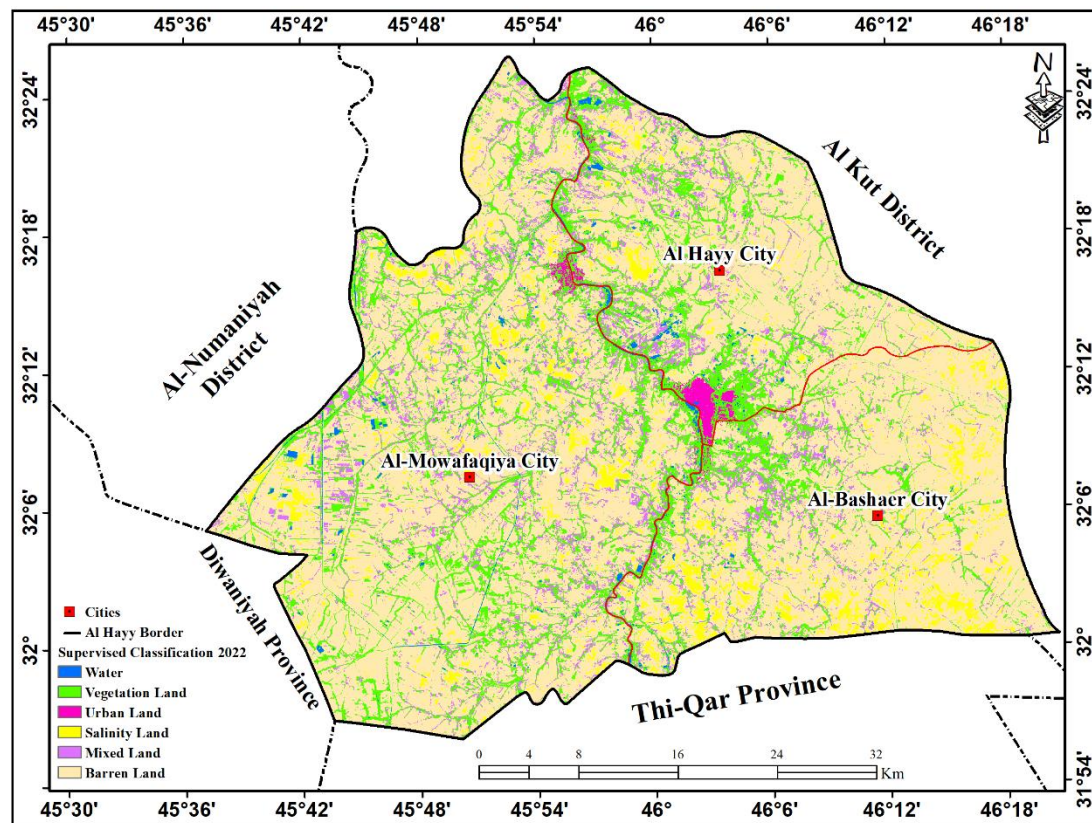 45°30' 45°36' 45°42' 45°48' 45°54' 46° 46°6' 46°12' 46°18'
32°24' 32°24'
N
Al Kut District
32°18' 32°18'
Al Hayy City
Al-Numaniyah
District
32°12' 32°12'
Al-Mowafaqiya City
Al-Bashaer City
32°6' 32°6'
Diwaniyah Province
Cities
Al Hayy Border
Supervised Classification 2022
Water
Vegetation Land
Urban Land
Salinity Land
Mixed Land
Barren Land
32° 32°
Thi-Qar Province
0 4 8 16 24 32
Km
31°54'
45°30' 45°36' 45°42' 45°48' 45°54' 46° 46°6' 46°12' 46°18'